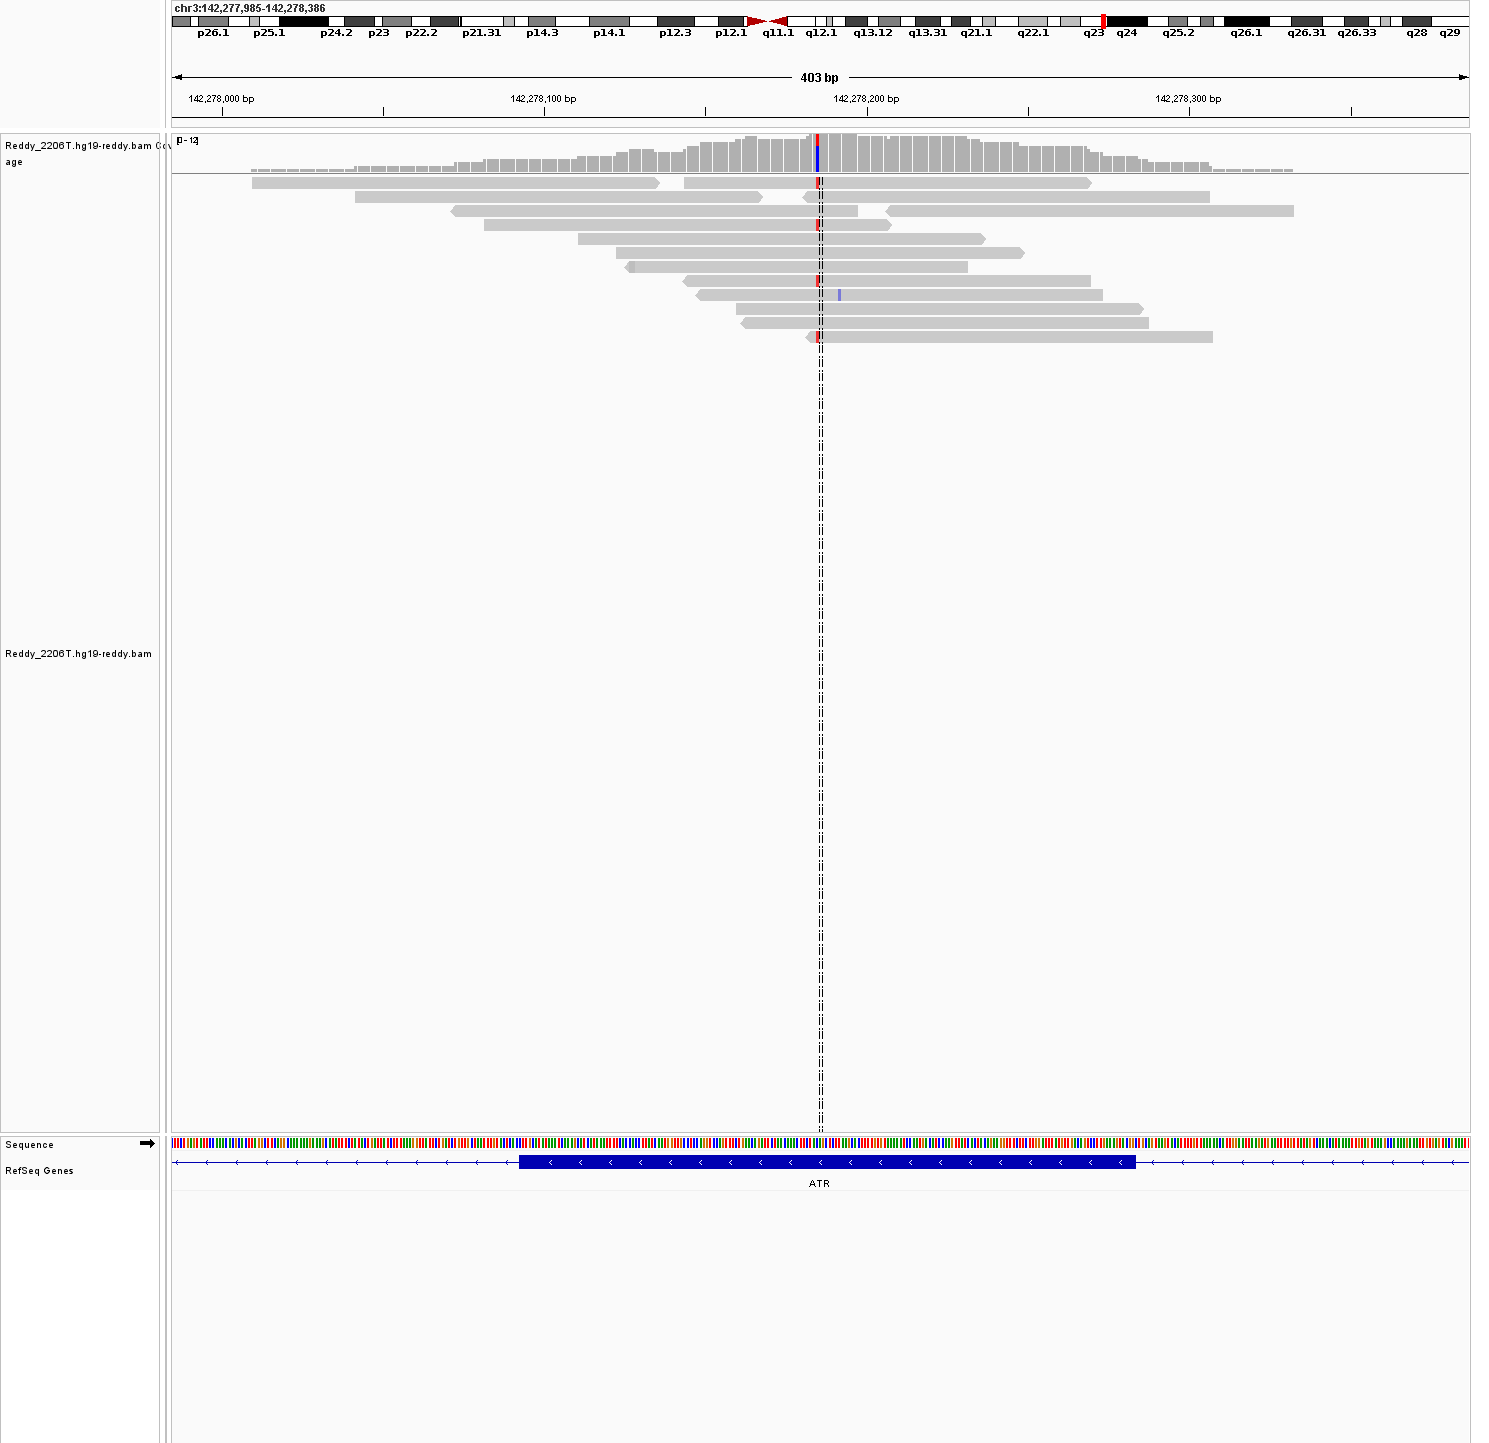 chr3:142,277,985-142,278,386
p26.1 p25.1 p24.2 p23 p22.2 p21.31 p14.3 p14.1 p12.3 p12.1 q11.1 q12.1 q13.12 q13.31 q21.1 q22.1 q23 q24 q25.2 q26.1 q26.31 q26.33 q28 q29
403 bp
142,278,000 bp 142,278,100 bp 142,278,200 bp 142,278,300 bp
[0 - 12]
Reddy_2206T.hg19-reddy.bam Cov
age
Reddy_2206T.hg19-reddy.bam
Sequence
RefSeq Genes
ATR